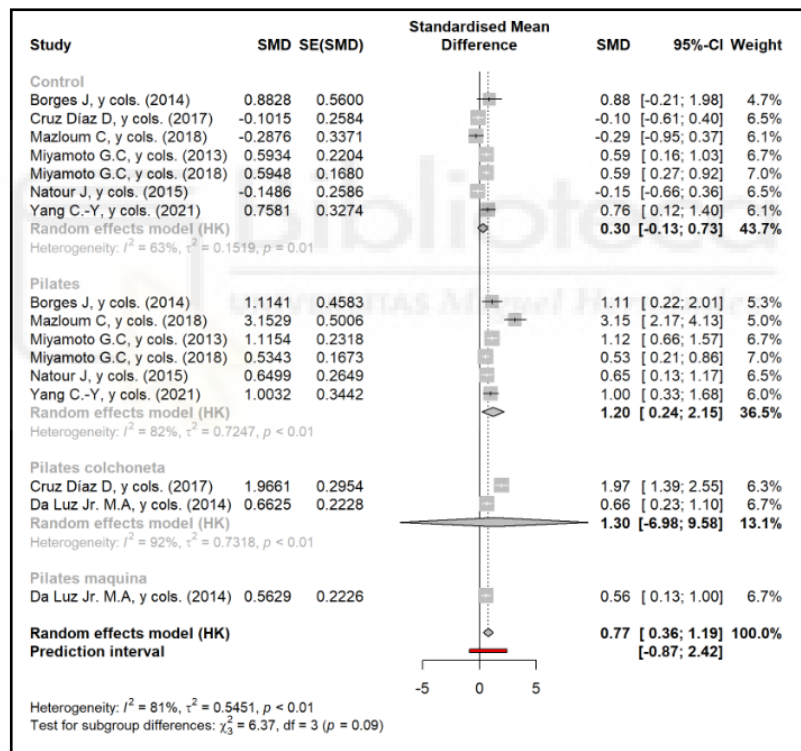 Standardised Mean
Study SMD SE(SMD) Difference SMD 95%-CI Weight
Control
Borges J, y cols. (2014) 0.8828 0.5600 0.88 [-0.21; 1.98] 4.7%
Cruz Díaz D, y cols. (2017) -0.1015 0.2584 -0.10 [-0.61; 0.40] 6.5%
Mazloum C, y cols. (2018) -0.2876 0.3371 -0.29 [-0.95; 0.37] 6.1%
Miyamoto G.C, y cols. (2013) 0.5934 0.2204 0.59 [ 0.16; 1.03] 6.7%
Miyamoto G.C, y cols. (2018) 0.5948 0.1680 0.59 [ 0.27; 0.92] 7.0%
Natour J, y cols. (2015) -0.1486 0.2586 -0.15 [-0.66; 0.36] 6.5%
Yang C.-Y, y cols. (2021) 0.7581 0.3274 0.76 [ 0.12; 1.40] 6.1%
Random effects model (HK) 0.30 [-0.13; 0.73] 43.7%
Heterogeneity: I² = 63%, τ² = 0.1519, p = 0.01
Biblioteca
UNIVERSITAS Miguel Hernández
Pilates
Borges J, y cols. (2014) 1.1141 0.4583 1.11 [ 0.22; 2.01] 5.3%
Mazloum C, y cols. (2018) 3.1529 0.5006 3.15 [ 2.17; 4.13] 5.0%
Miyamoto G.C, y cols. (2013) 1.1154 0.2318 1.12 [ 0.66; 1.57] 6.7%
Miyamoto G.C, y cols. (2018) 0.5343 0.1673 0.53 [ 0.21; 0.86] 7.0%
Natour J, y cols. (2015) 0.6499 0.2649 0.65 [ 0.13; 1.17] 6.5%
Yang C.-Y, y cols. (2021) 1.0032 0.3442 1.00 [ 0.33; 1.68] 6.0%
Random effects model (HK) 1.20 [ 0.24; 2.15] 36.5%
Heterogeneity: I² = 82%, τ² = 0.7247, p < 0.01
Pilates colchoneta
Cruz Díaz D, y cols. (2017) 1.9661 0.2954 1.97 [ 1.39; 2.55] 6.3%
Da Luz Jr. M.A, y cols. (2014) 0.6625 0.2228 0.66 [ 0.23; 1.10] 6.7%
Random effects model (HK) 1.30 [-6.98; 9.58] 13.1%
Heterogeneity: I² = 92%, τ² = 0.7318, p < 0.01
Pilates maquina
Da Luz Jr. M.A, y cols. (2014) 0.5629 0.2226 0.56 [ 0.13; 1.00] 6.7%
Random effects model (HK) 0.77 [ 0.36; 1.19] 100.0%
Prediction interval [-0.87; 2.42]
-5 0 5
Heterogeneity: I² = 81%, τ² = 0.5451, p < 0.01
Test for subgroup differences: χ²₃ = 6.37, df = 3 (p = 0.09)